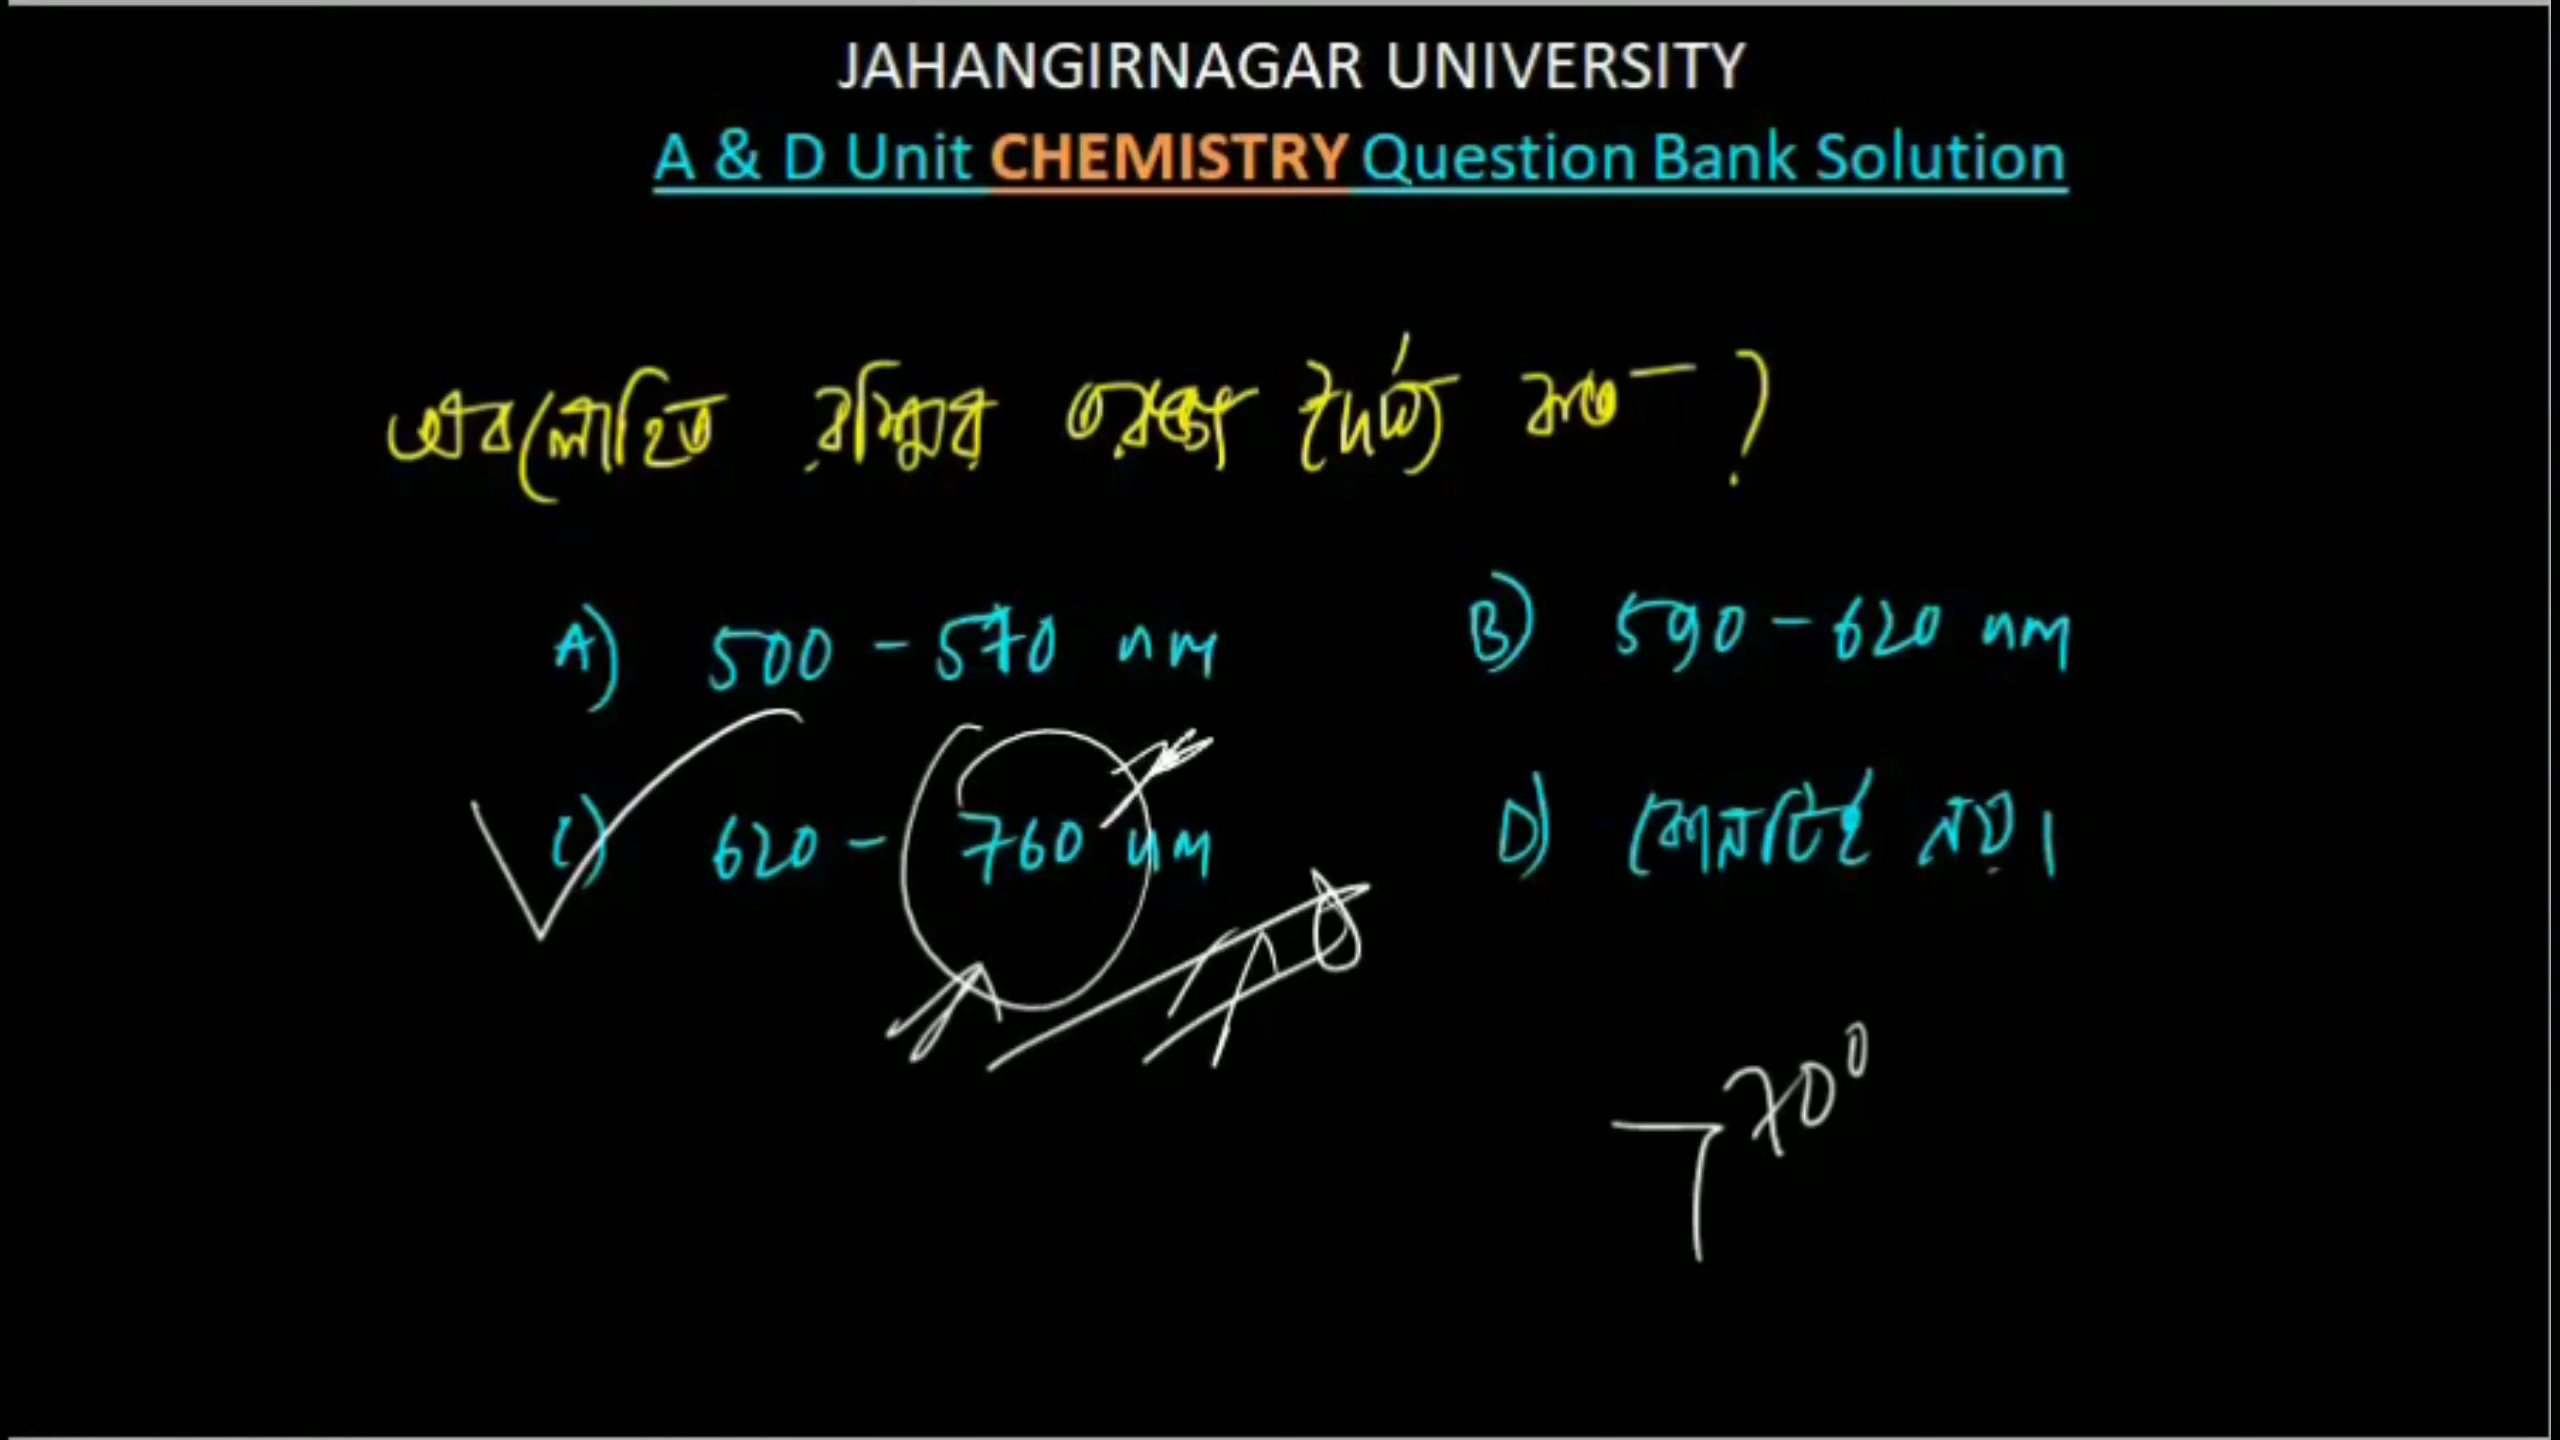 JAHANGIRNAGAR UNIVERSITY
A & D Unit CHEMISTRY Question Bank Solution
অবলোহিত রশ্মির তরঙ্গ দৈর্ঘ্য কত?
A) 500 - 570 nm B) 590 - 620 nm
C) 620 - 760 nm D) কোনটিই নয়।
770